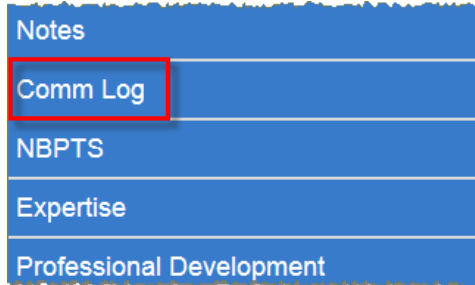 Notes
Comm Log
NBPTS
Expertise
Professional Development